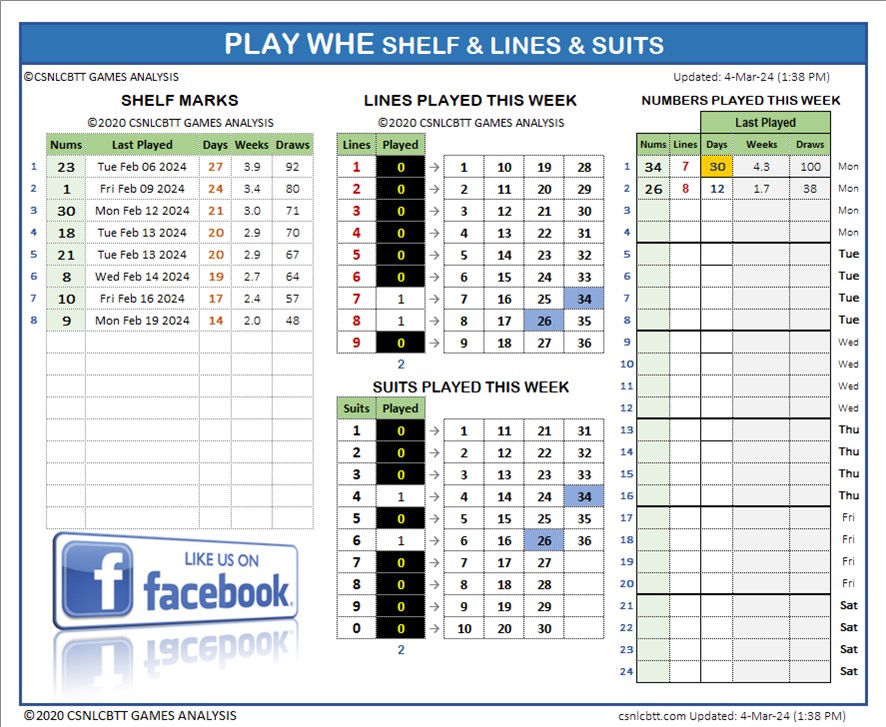 PLAY WHE SHELF & LINES & SUITS
©CSNLCBTT GAMES ANALYSIS
Updated: 4-Mar-24 (1:38 PM)
SHELF MARKS
©2020 CSNLCBTT GAMES ANALYSIS
Nums Last Played Days Weeks Draws
1 23 Tue Feb 06 2024 27 3.9 92
2 1 Fri Feb 09 2024 24 3.4 80
3 30 Mon Feb 12 2024 21 3.0 71
4 18 Tue Feb 13 2024 20 2.9 70
5 21 Tue Feb 13 2024 20 2.9 67
6 8 Wed Feb 14 2024 19 2.7 64
7 10 Fri Feb 16 2024 17 2.4 57
8 9 Mon Feb 19 2024 14 2.0 48
LIKE US ON
facebook.
LINES PLAYED THIS WEEK
©2020 CSNLCBTT GAMES ANALYSIS
Lines Played
1 0 → 1 10 19 28
2 0 → 2 11 20 29
3 0 → 3 12 21 30
4 0 → 4 13 22 31
5 0 → 5 14 23 32
6 0 → 6 15 24 33
7 1 → 7 16 25 34
8 1 → 8 17 26 35
9 0 → 9 18 27 36
2
SUITS PLAYED THIS WEEK
Suits Played
1 0 → 1 11 21 31
2 0 → 2 12 22 32
3 0 → 3 13 23 33
4 1 → 4 14 24 34
5 0 → 5 15 25 35
6 1 → 6 16 26 36
7 0 → 7 17 27
8 0 → 8 18 28
9 0 → 9 19 29
0 0 → 10 20 30
2
NUMBERS PLAYED THIS WEEK
Last Played
Nums Lines Days Weeks Draws
1 34 7 30 4.3 100 Mon
2 26 8 12 1.7 38 Mon
3 Mon
4 Mon
5 Tue
6 Tue
7 Tue
8 Tue
9 Wed
10 Wed
11 Wed
12 Wed
13 Thu
14 Thu
15 Thu
16 Thu
17 Fri
18 Fri
19 Fri
20 Fri
21 Sat
22 Sat
23 Sat
24 Sat
©2020 CSNLCBTT GAMES ANALYSIS
csnlcbtt.com Updated: 4-Mar-24 (1:38 PM)